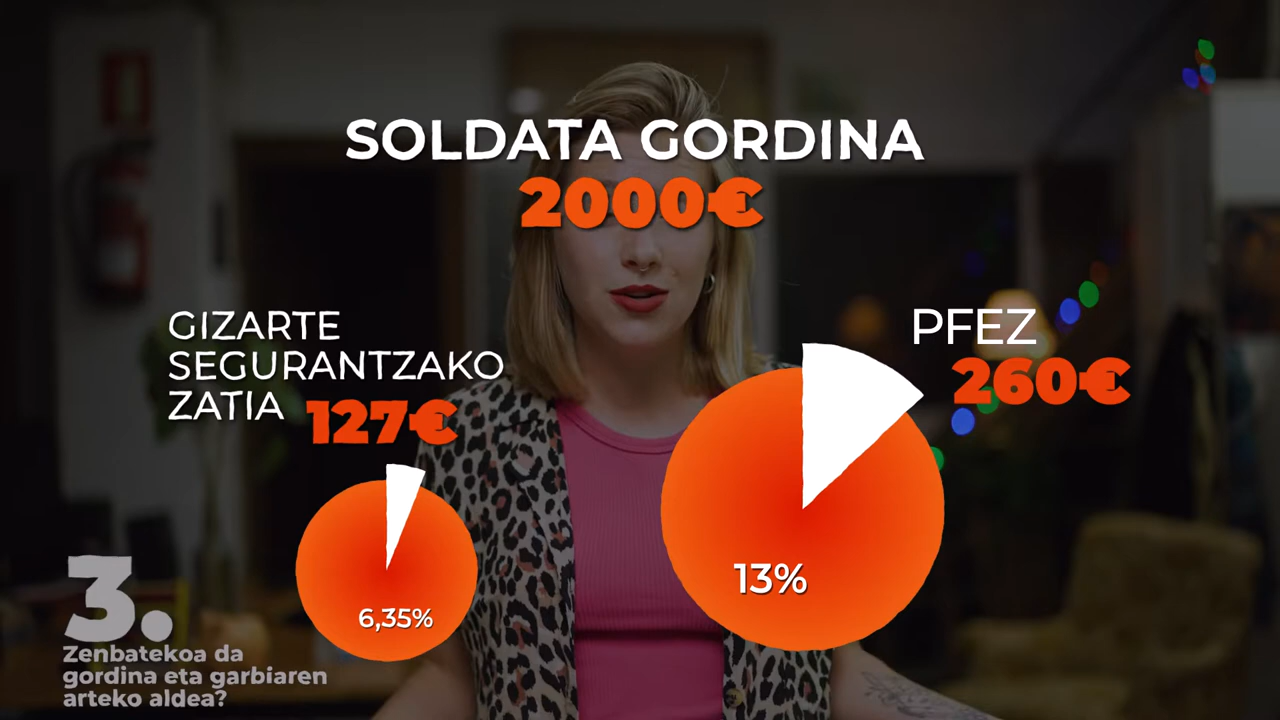 SOLDATA GORDINA
2000€
GIZARTE
SEGURANTZAKO
ZATIA 127€
6,35%
PFEZ
260€
13%
3.
Zenbatekoa da
gordina eta garbiaren
arteko aldea?